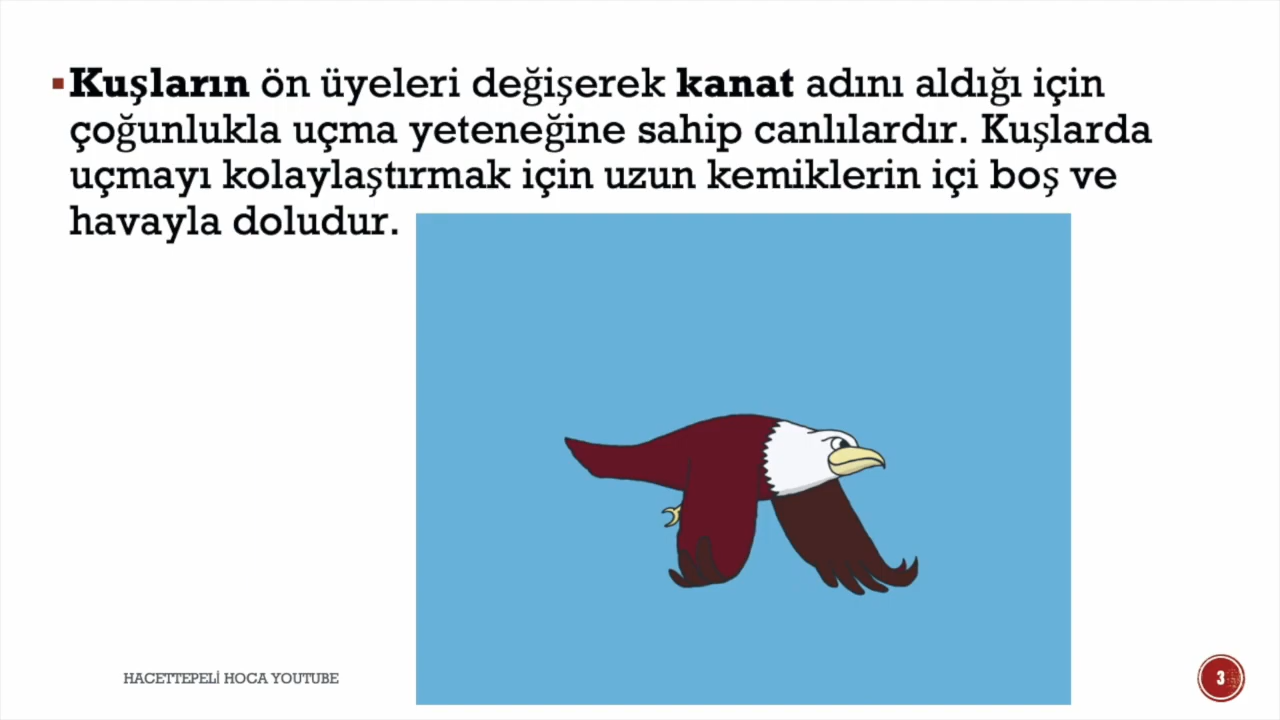 ▪Kuşların ön üyeleri değişerek kanat adını aldığı için
çoğunlukla uçma yeteneğine sahip canlılardır. Kuşlarda
uçmayı kolaylaştırmak için uzun kemiklerin içi boş ve
havayla doludur.
HACETTEPELİ HOCA YOUTUBE
3